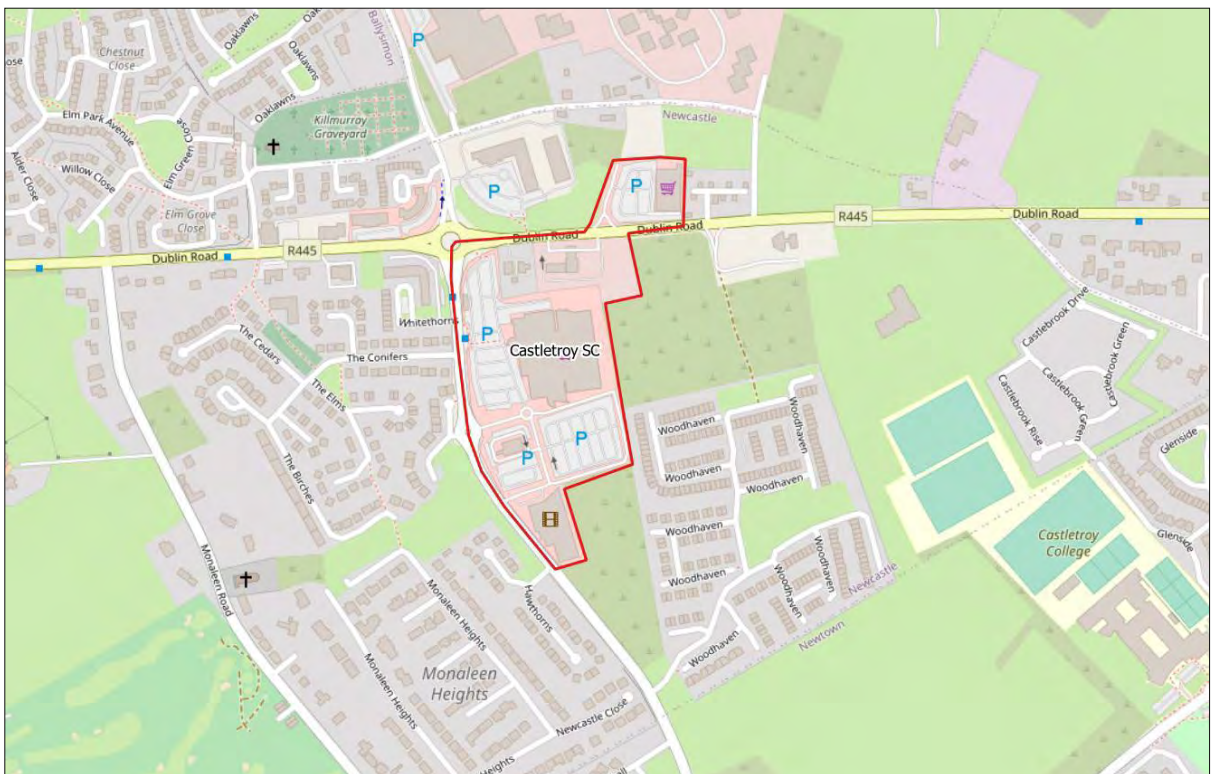 Ballysimon
P
Oaklawns
Oaklawns
Chestnut
Close
ose
Oaklawns
Elm Park Avenue
Elm Green Close
Killmurray
Graveyard
Newcastle
Alder Close
Willow Close
P
P
Elm Grove
Close
R445
Dublin Road
Dublin Road
Dublin Road
R445
Dublin Road
Whitethorns
P
Castletroy SC
The Cedars
The Conifers
The Elms
Castlebrook Drive
Castlebrook Green
Castlebrook Green
Castlebrook Rise
Woodhaven
Woodhaven
Woodhaven
P
P
The Birches
Woodhaven
Woodhaven
Glenside
Glenside
Castletroy
College
Woodhaven
Woodhaven
Woodhaven
Woodhaven
Newcastle
Newtown
Woodhaven
Monaleen Road
Monaleen Heights
Hawthorns
Monaleen
Heights
Monaleen Heights
Newcastle Close